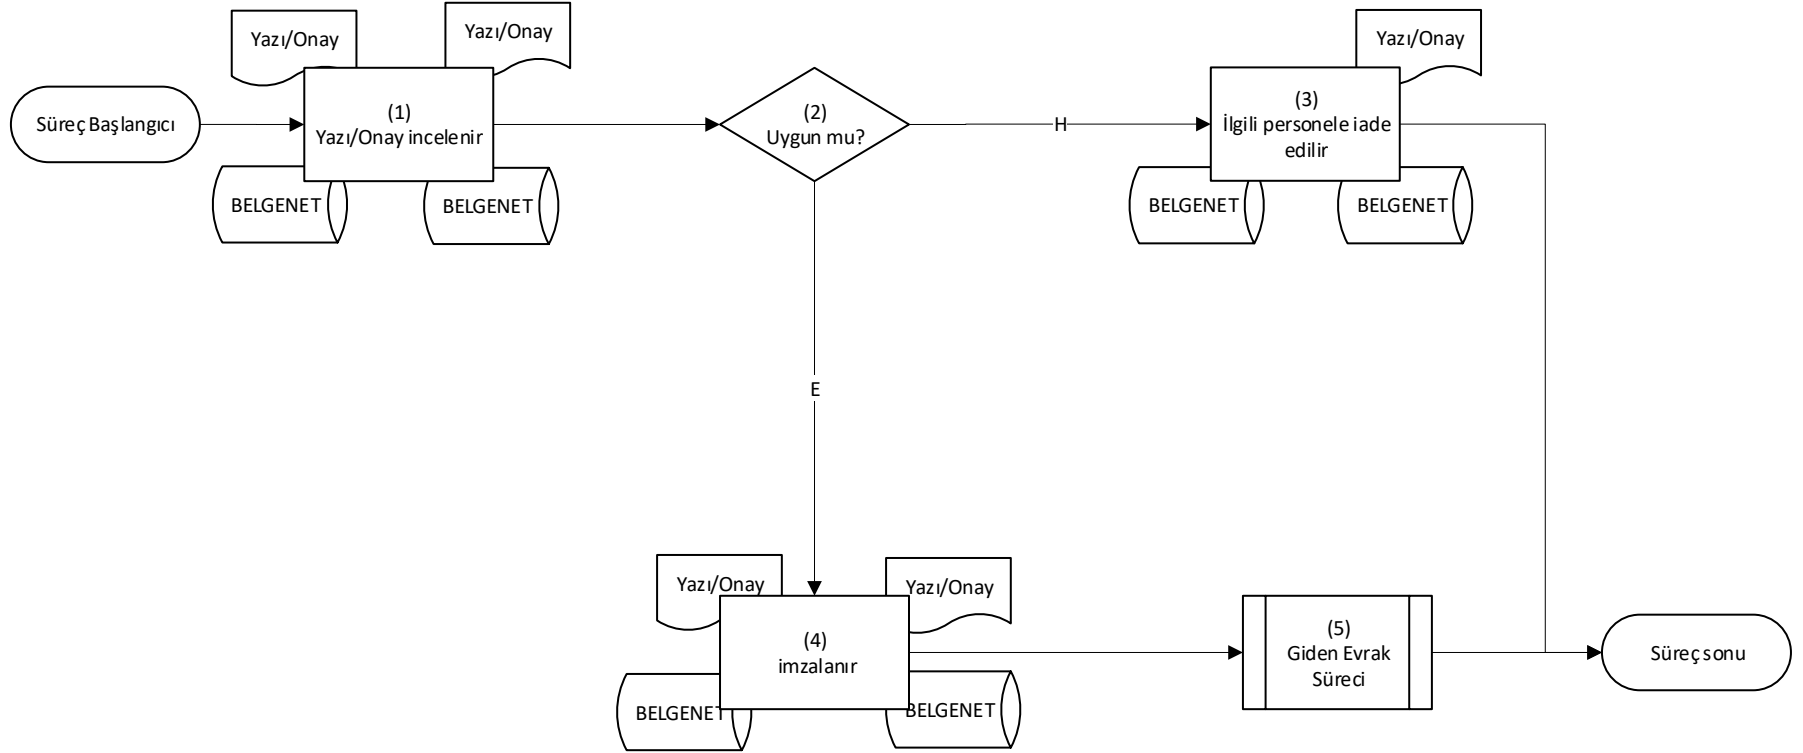 Yazı/Onay
Yazı/Onay
Süreç Başlangıcı
(1)
Yazı/Onay incelenir
BELGENET
BELGENET
(2)
Uygun mu?
H
Yazı/Onay
(3)
İlgili personele iade
edilir
BELGENET
BELGENET
E
Yazı/Onay
Yazı/Onay
(4)
imzalanır
BELGENET
BELGENET
(5)
Giden Evrak
Süreci
Süreç sonu